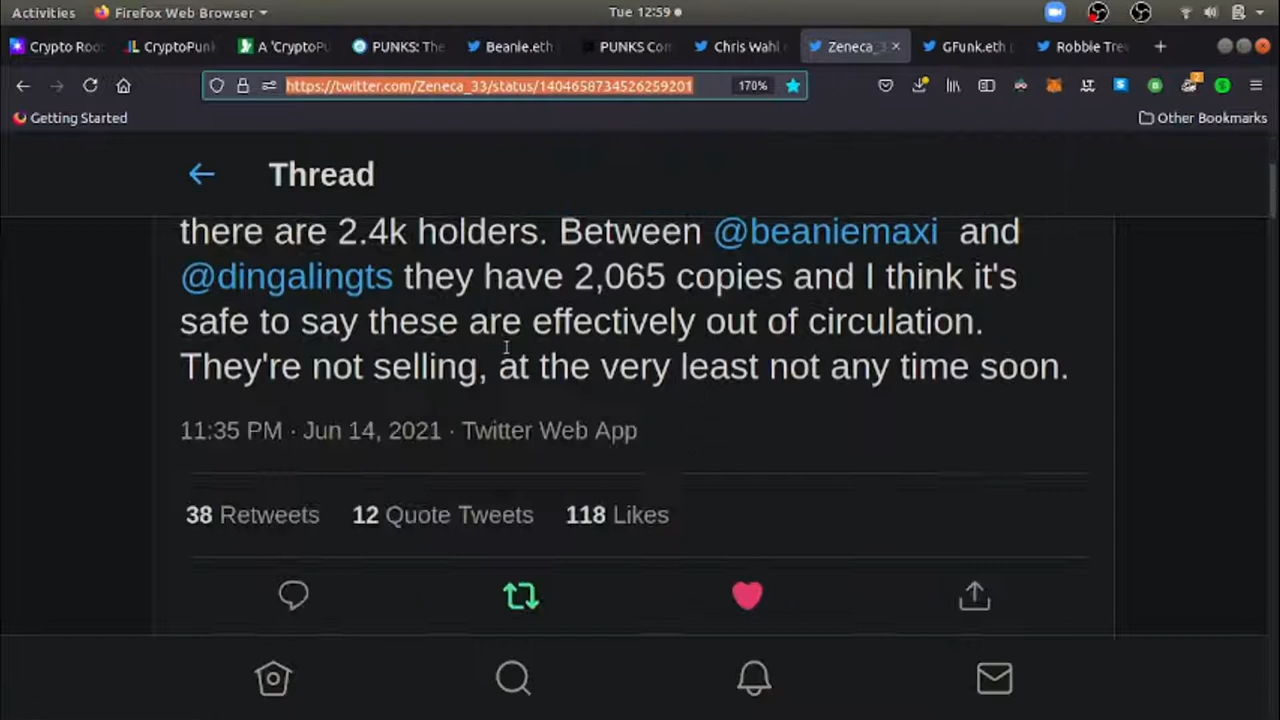 Activities Firefox Web Browser Tue 12:59
Crypto Roo CryptoPunk A 'CryptoPu PUNKS: The Beanie.eth PUNKS Con Chris Wahl Zeneca_3 GFunk.eth Robbie Tre
https://twitter.com/Zeneca_33/status/1404658734526259201 170%
Getting Started Other Bookmarks
Thread
there are 2.4k holders. Between @beaniemaxi and
@dingalingts they have 2,065 copies and I think it's
safe to say these are effectively out of circulation.
They're not selling, at the very least not any time soon.
11:35 PM · Jun 14, 2021 · Twitter Web App
38 Retweets 12 Quote Tweets 118 Likes